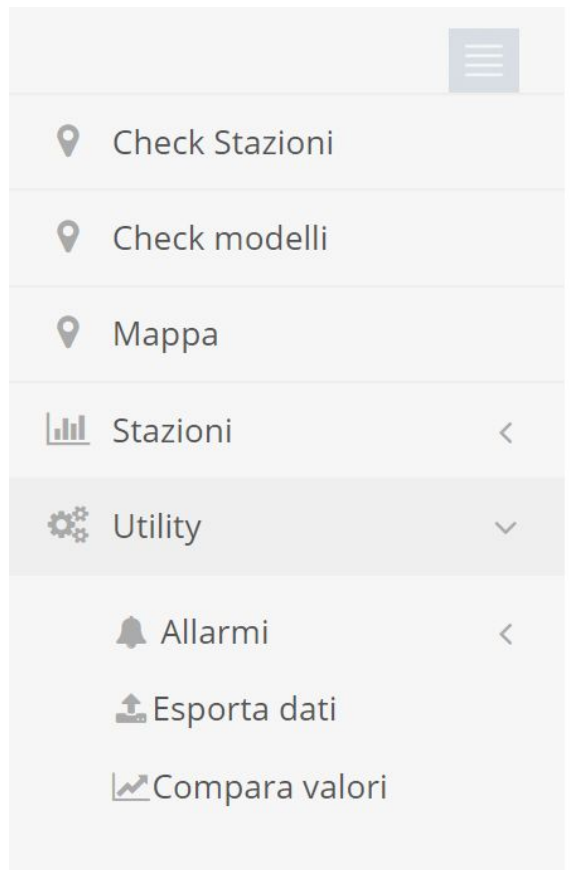 Check Stazioni
Check modelli
Mappa
Stazioni
Utility
Allarmi
Esporta dati
Compara valori